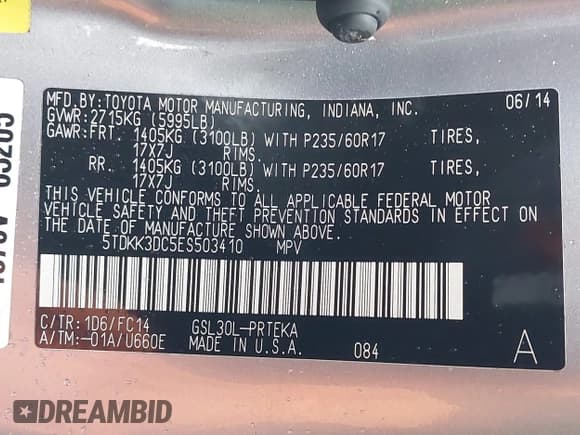 MFD.BY:TOYOTA MOTOR MANUFACTURING, INDIANA, INC. 06/14
GVWR:2715KG (5995LB)
GAWR:FRT. 1405KG (3100LB) WITH P235/60R17 TIRES,
17X7J RIMS.
RR. 1405KG (3100LB) WITH P235/60R17 TIRES,
17X7J RIMS.
THIS VEHICLE CONFORMS TO ALL APPLICABLE FEDERAL MOTOR
VEHICLE SAFETY AND THEFT PREVENTION STANDARDS IN EFFECT ON
THE DATE OF MANUFACTURE SHOWN ABOVE.
5TDKK3DC5ES503410 MPV
C/TR:1D6/FC14 GSL30L-PRTEKA
A/TM:-01A/U660E MADE IN U.S.A. 084 A
DREAMBID